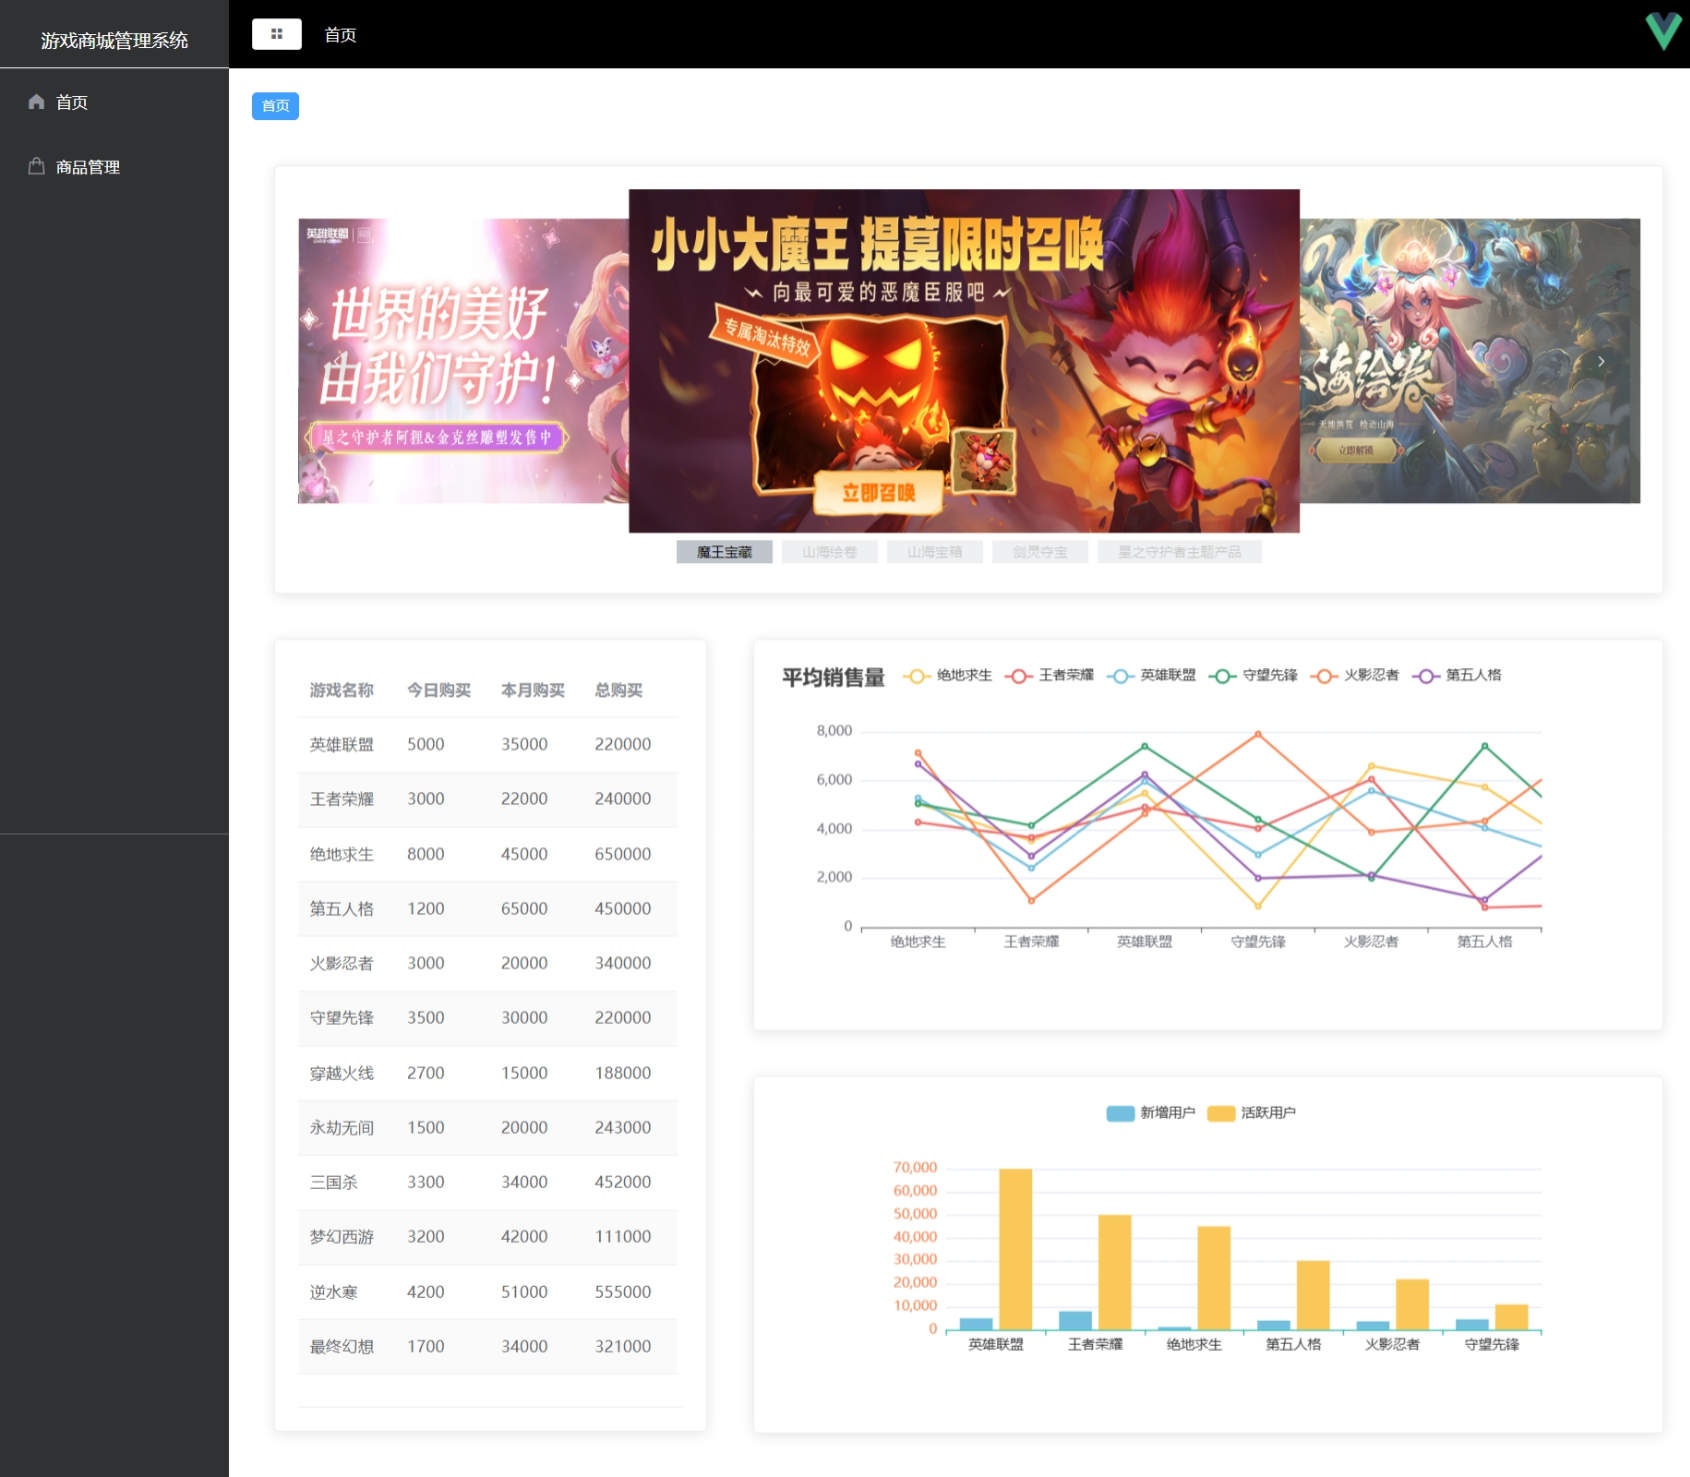 游戏商城管理系统
首页
商品管理
首页
首页
英雄联盟
世界的美好
由我们守护!
星之守护者阿狸&金克丝雕塑发售中
小小大魔王 提莫限时召唤
向最可爱的恶魔臣服吧
专属淘汰特效
立即召唤
海绘卷
天地洪荒 绘动山海
立即解锁
魔王宝藏 山海绘卷 山海宝箱 剑灵夺宝 星之守护者主题产品
游戏名称 今日购买 本月购买 总购买
英雄联盟 5000 35000 220000
王者荣耀 3000 22000 240000
绝地求生 8000 45000 650000
第五人格 1200 65000 450000
火影忍者 3000 20000 340000
守望先锋 3500 30000 220000
穿越火线 2700 15000 188000
永劫无间 1500 20000 243000
三国杀 3300 34000 452000
梦幻西游 3200 42000 111000
逆水寒 4200 51000 555000
最终幻想 1700 34000 321000
平均销售量 绝地求生 王者荣耀 英雄联盟 守望先锋 火影忍者 第五人格
8,000
6,000
4,000
2,000
0
绝地求生 王者荣耀 英雄联盟 守望先锋 火影忍者 第五人格
新增用户 活跃用户
70,000
60,000
50,000
40,000
30,000
20,000
10,000
0
英雄联盟 王者荣耀 绝地求生 第五人格 火影忍者 守望先锋